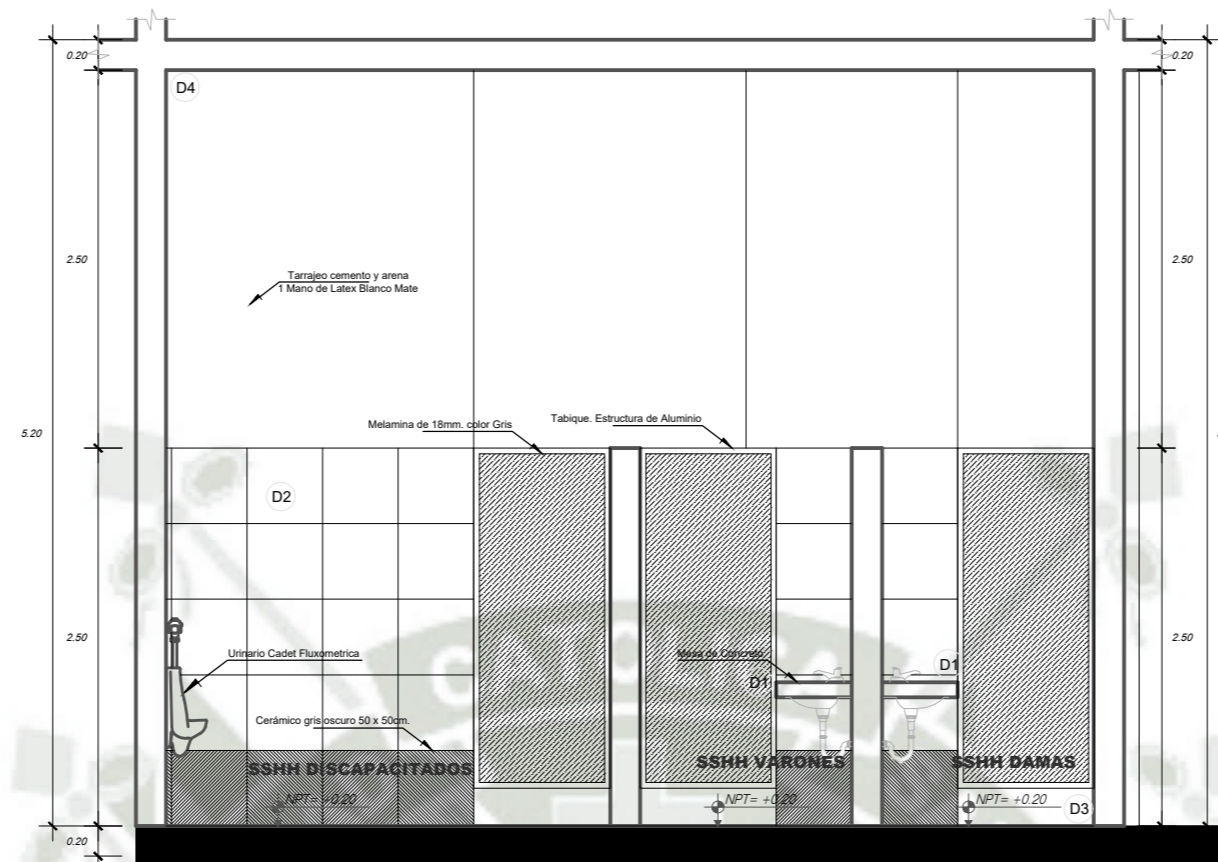 0.20
0.20
D4
2.50
2.50
Tarrajeo cemento y arena
1 Mano de Latex Blanco Mate
5.20
Melamina de 18mm. color Gris
Tabique. Estructura de Aluminio
D2
CATOLICA
2.50
2.50
Urinario Cadet Fluxometrica
Mesa de Concreto
D1
D1
Cerámico gris oscuro 50 x 50cm.
SSHH DISCAPACITADOS
SSHH VARONES
SSHH DAMAS
NPT= +0.20
NPT= +0.20
NPT= +0.20
D3
0.20